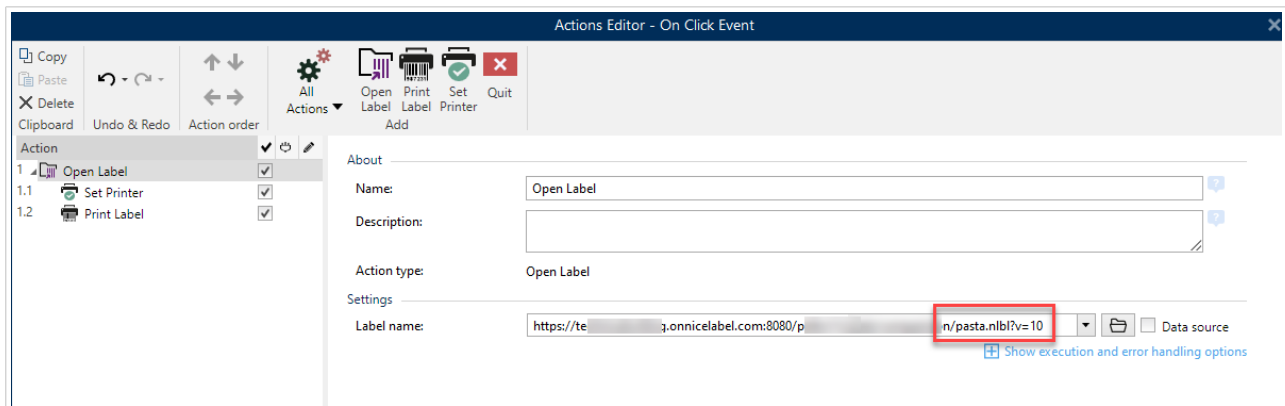 Actions Editor - On Click Event
Copy
Paste
Delete
Clipboard
Undo & Redo
Action order
All Actions
Open Label
Print Label
Set Printer
Quit
Add
Action
1 Open Label
1.1 Set Printer
1.2 Print Label
About
Name: Open Label
Description:
Action type: Open Label
Settings
Label name: https://te g.onnicelabel.com:8080/p on/pasta.nlbl?v=10 Data source
Show execution and error handling options